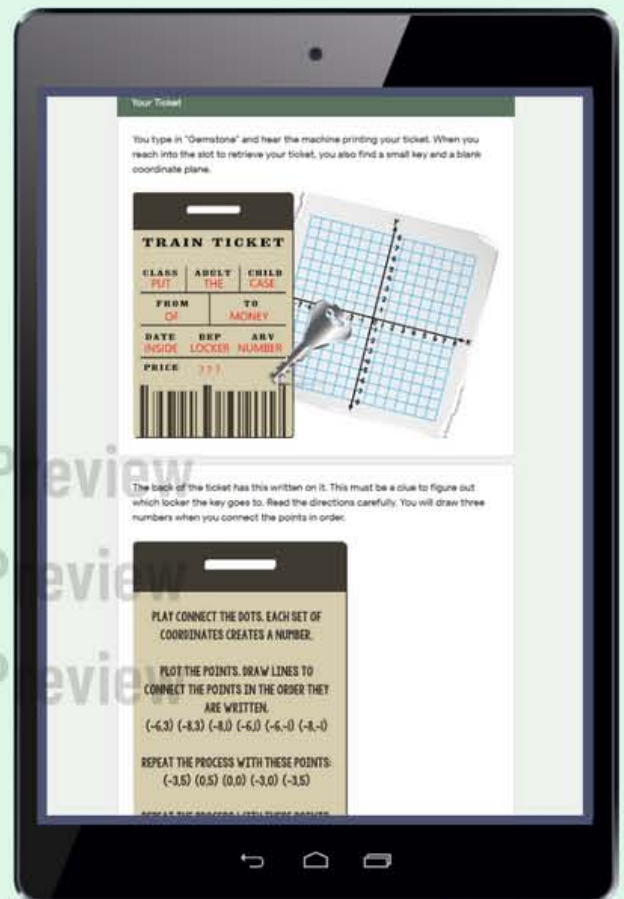 Your Ticket
You type in "Gemstone" and hear the machine printing your ticket. When you
reach into the slot to retrieve your ticket, you also find a small key and a blank
coordinate plane.
TRAIN TICKET
CLASS ADULT CHILD
PUT THE CASE
FROM TO
OF MONEY
DATE DEP ARV
INSIDE LOCKER NUMBER
PRICE ???
The back of the ticket has this written on it. This must be a clue to figure out
which locker the key goes to. Read the directions carefully. You will draw three
numbers when you connect the points in order.
PLAY CONNECT THE DOTS. EACH SET OF
COORDINATES CREATES A NUMBER.
PLOT THE POINTS. DRAW LINES TO
CONNECT THE POINTS IN THE ORDER THEY
ARE WRITTEN.
(-6,3) (-8,3) (-8,1) (-6,1) (-6,-1) (-8,-1)
REPEAT THE PROCESS WITH THESE POINTS:
(-3,5) (0,5) (0,0) (-3,0) (-3,5)
REPEAT THE PROCESS WITH THESE POINTS
Preview
Preview
Preview